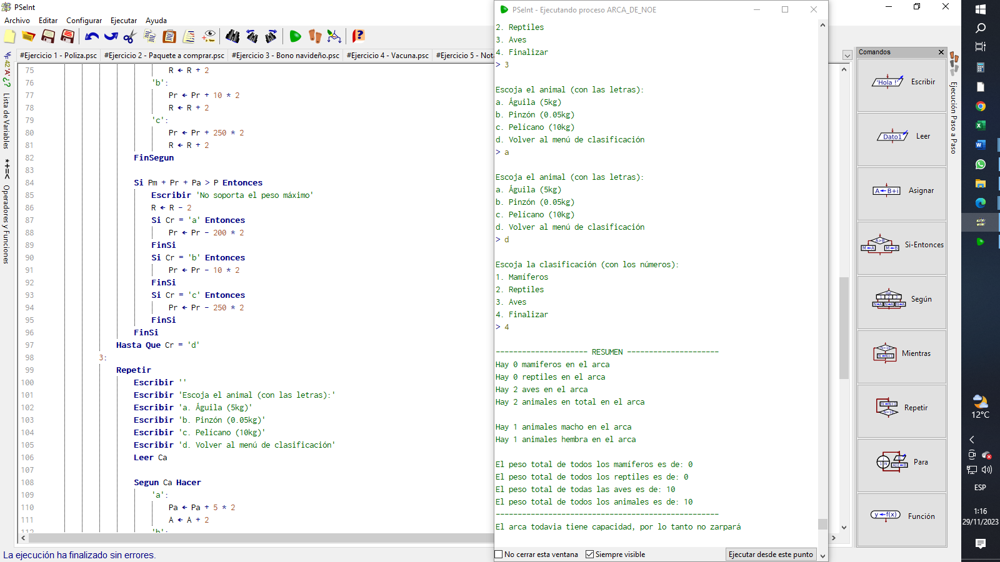 PSeInt
Archivo Editar Configurar Ejecutar Ayuda
#Ejercicio 1 - Poliza.psc #Ejercicio 2 - Paquete a comprar.psc #Ejercicio 3 - Bono navideño.psc #Ejercicio 4 - Vacuna.psc #Ejercicio 5 - Not
Lista de Variables
Operadores y Funciones
75 R ← R + 2
76 'b':
77 Pr ← Pr + 10 * 2
78 R ← R + 2
79 'c':
80 Pr ← Pr + 250 * 2
81 R ← R + 2
82 FinSegun
83
84 Si Pm + Pr + Pa > P Entonces
85 Escribir 'No soporta el peso máximo'
86 R ← R - 2
87 Si Cr = 'a' Entonces
88 Pr ← Pr - 200 * 2
89 FinSi
90 Si Cr = 'b' Entonces
91 Pr ← Pr - 10 * 2
92 FinSi
93 Si Cr = 'c' Entonces
94 Pr ← Pr - 250 * 2
95 FinSi
96 FinSi
97 Hasta Que Cr = 'd'
98 3:
99 Repetir
100 Escribir ''
101 Escribir 'Escoja el animal (con las letras):'
102 Escribir 'a. Águila (5kg)'
103 Escribir 'b. Pinzón (0.05kg)'
104 Escribir 'c. Pelícano (10kg)'
105 Escribir 'd. Volver al menú de clasificación'
106 Leer Ca
107
108 Segun Ca Hacer
109 'a':
110 Pa ← Pa + 5 * 2
111 A ← A + 2
112 'b':
La ejecución ha finalizado sin errores.
PSeInt - Ejecutando proceso ARCA_DE_NOE
2. Reptiles
3. Aves
4. Finalizar
> 3
Escoja el animal (con las letras):
a. Águila (5kg)
b. Pinzón (0.05kg)
c. Pelícano (10kg)
d. Volver al menú de clasificación
> a
Escoja el animal (con las letras):
a. Águila (5kg)
b. Pinzón (0.05kg)
c. Pelícano (10kg)
d. Volver al menú de clasificación
> d
Escoja la clasificación (con los números):
1. Mamíferos
2. Reptiles
3. Aves
4. Finalizar
> 4
--------------------- RESUMEN ---------------------
Hay 0 mamiferos en el arca
Hay 0 reptiles en el arca
Hay 2 aves en el arca
Hay 2 animales en total en el arca
Hay 1 animales macho en el arca
Hay 1 animales hembra en el arca
El peso total de todos los mamíferos es de: 0
El peso total de todos los reptiles es de: 0
El peso total de todas las aves es de: 10
El peso total de todos los animales es de: 10
---------------------------------------------------
El arca todavia tiene capacidad, por lo tanto no zarpará
No cerrar esta ventana Siempre visible Ejecutar desde este punto
Comandos
'Hola !' Escribir
Dato1 Leer
A←B+i Asignar
Si-Entonces
Según
Mientras
Repetir
Para
y←f(x) Función
Ejecución Paso a Paso
12°C
ESP
1:16
29/11/2023